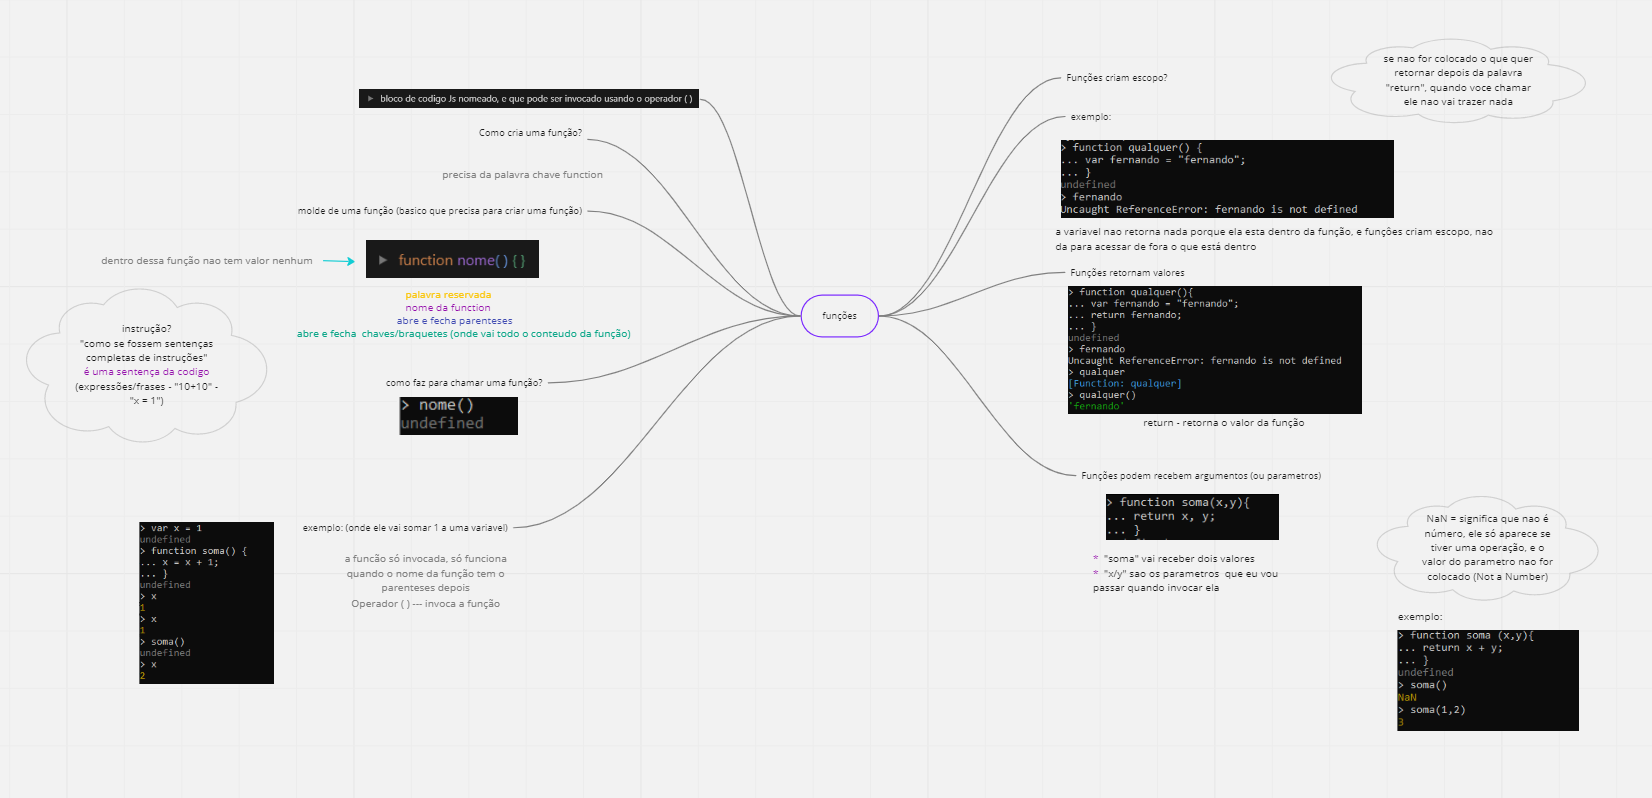 bloco de codigo Js nomeado, e que pode ser invocado usando o operador ( )
Como cria uma função?
precisa da palavra chave function
molde de uma função (basico que precisa para criar uma função)
dentro dessa função nao tem valor nenhum
function nome( ) { }
palavra reservada
nome da function
abre e fecha parenteses
abre e fecha chaves/braquetes (onde vai todo o conteudo da função)
instrução?
"como se fossem sentenças
completas de instruções"
é uma sentença da codigo
(expressões/frases - "10+10" -
"x = 1")
como faz para chamar uma função?
> nome()
undefined
exemplo: (onde ele vai somar 1 a uma variavel)
> var x = 1
undefined
> function soma() {
... x = x + 1;
... }
undefined
> x
1
> x
1
> soma()
undefined
> x
2
a funcão só invocada, só funciona
quando o nome da função tem o
parenteses depois
Operador ( ) --- invoca a função
funções
Funções criam escopo?
se nao for colocado o que quer
retornar depois da palavra
"return", quando voce chamar
ele nao vai trazer nada
exemplo:
> function qualquer() {
... var fernando = "fernando";
... }
undefined
> fernando
Uncaught ReferenceError: fernando is not defined
a variavel nao retorna nada porque ela esta dentro da função, e funções criam escopo, nao
da para acessar de fora o que está dentro
Funções retornam valores
> function qualquer(){
... var fernando = "fernando";
... return fernando;
... }
undefined
> fernando
Uncaught ReferenceError: fernando is not defined
> qualquer
[Function: qualquer]
> qualquer()
'fernando'
return - retorna o valor da função
Funções podem recebem argumentos (ou parametros)
> function soma(x,y){
... return x, y;
... }
* "soma" vai receber dois valores
* "x/y" sao os parametros que eu vou
passar quando invocar ela
NaN = significa que nao é
número, ele só aparece se
tiver uma operação, e o
valor do parametro nao for
colocado (Not a Number)
exemplo:
> function soma (x,y){
... return x + y;
... }
undefined
> soma()
NaN
> soma(1,2)
3